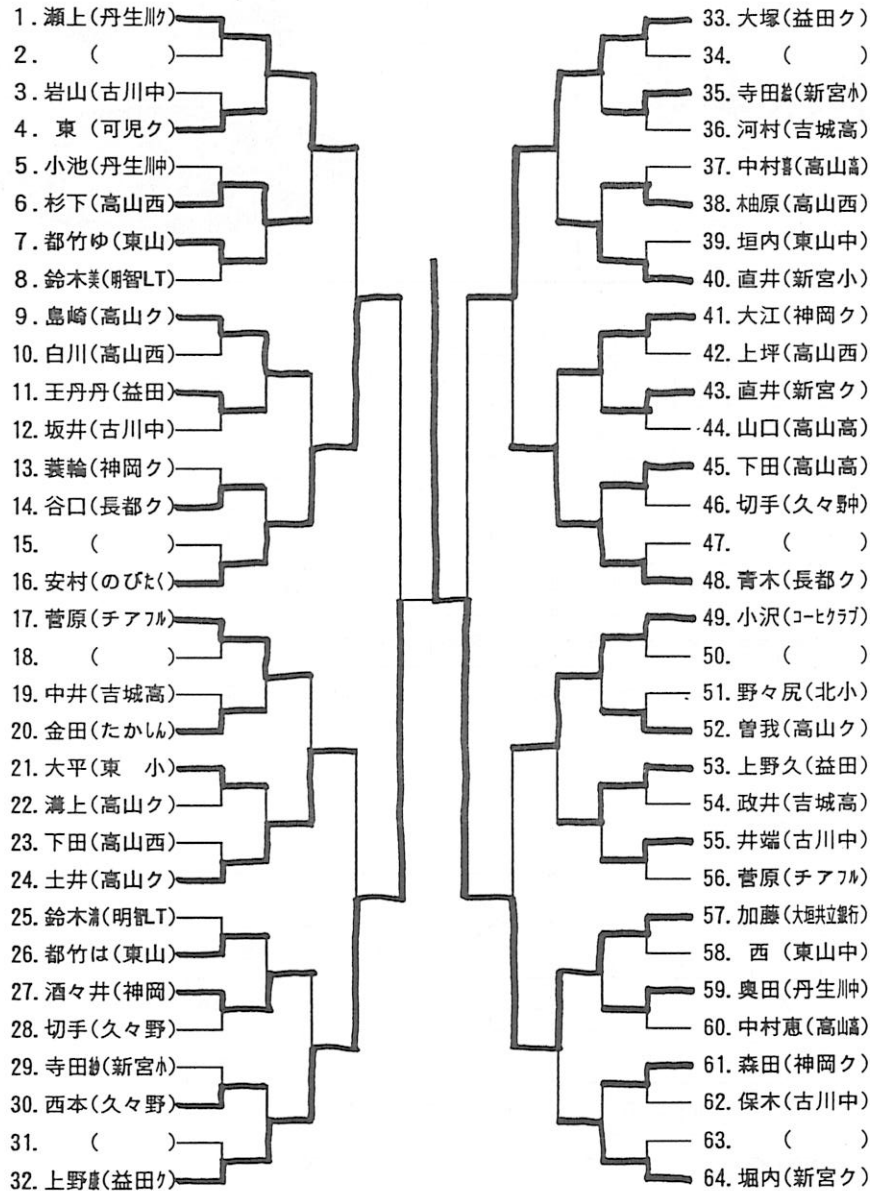 1.瀬上(丹生川ク)
2. ( )
3.岩山(古川中)
4. 東 (可児ク)
5.小池(丹生川中)
6.杉下(高山西)
7.都竹ゆ(東山)
8.鈴木美(明智LT)
9.島崎(高山ク)
10.白川(高山西)
11.王丹丹(益田)
12.坂井(古川中)
13.蓑輪(神岡ク)
14.谷口(長都ク)
15. ( )
16.安村(のびたく)
17.菅原(チアフル)
18. ( )
19.中井(吉城高)
20.金田(たかしん)
21.大平(東 小)
22.溝上(高山ク)
23.下田(高山西)
24.土井(高山ク)
25.鈴木清(明智LT)
26.都竹は(東山)
27.酒々井(神岡)
28.切手(久々野)
29.寺田(新宮小)
30.西本(久々野)
31. ( )
32.上野康(益田ク)
33.大塚(益田ク)
34. ( )
35.寺田(新宮小)
36.河村(吉城高)
37.中村喜(高山高)
38.柚原(高山西)
39.垣内(東山中)
40.直井(新宮小)
41.大江(神岡ク)
42.上坪(高山西)
43.直井(新宮ク)
44.山口(高山高)
45.下田(高山高)
46.切手(久々野中)
47. ( )
48.青木(長都ク)
49.小沢(コーヒクラブ)
50. ( )
51.野々尻(北小)
52.曽我(高山ク)
53.上野久(益田)
54.政井(吉城高)
55.井端(古川中)
56.菅原(チアフル)
57.加藤(大垣共立銀行)
58. 西 (東山中)
59.奥田(丹生川中)
60.中村恵(高山高)
61.森田(神岡ク)
62.保木(古川中)
63. ( )
64.堀内(新宮ク)